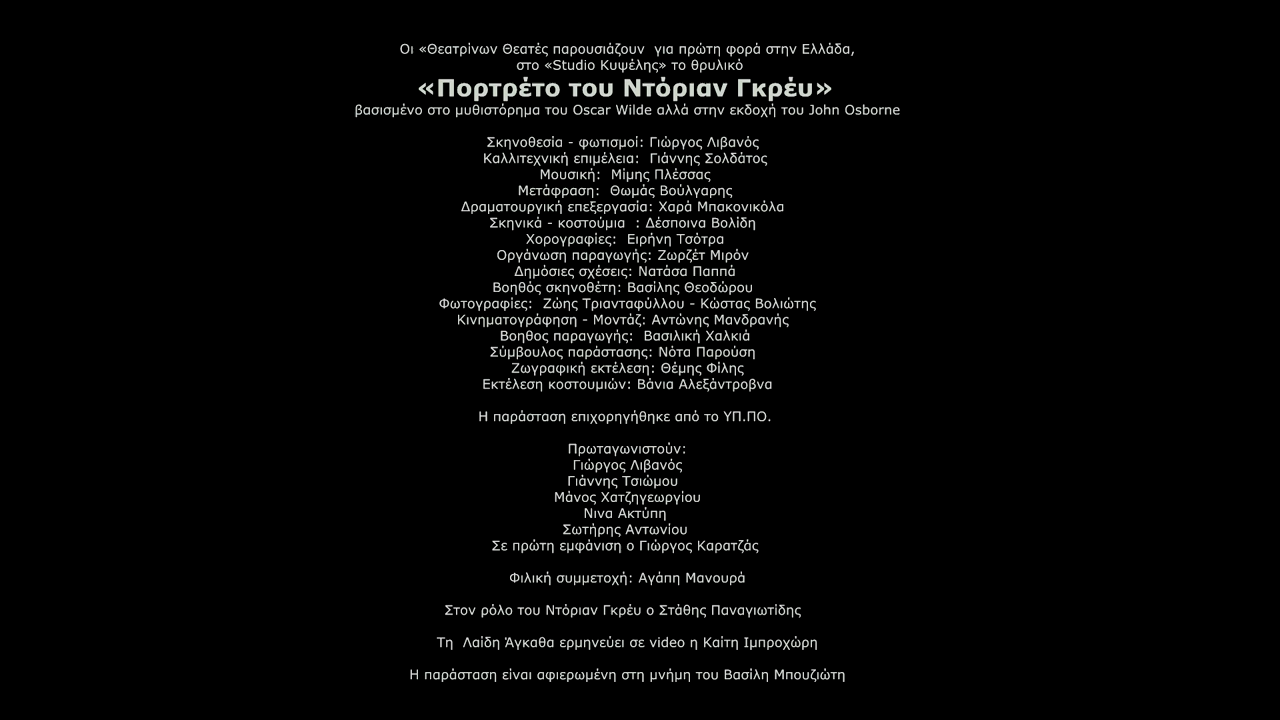 Οι «Θεατρίνων Θεατές παρουσιάζουν  για πρώτη φορά στην Ελλάδα,
στο «Studio Κυψέλης» το θρυλικό
«Πορτρέτο του Ντόριαν Γκρέυ»
βασισμένο στο μυθιστόρημα του Oscar Wilde αλλά στην εκδοχή του John Osborne
Σκηνοθεσία - φωτισμοί: Γιώργος Λιβανός
Καλλιτεχνική επιμέλεια:  Γιάννης Σολδάτος
Μουσική:  Μίμης Πλέσσας
Μετάφραση:  Θωμάς Βούλγαρης
Δραματουργική επεξεργασία: Χαρά Μπακονικόλα
Σκηνικά - κοστούμια  : Δέσποινα Βολίδη
Χορογραφίες:  Ειρήνη Τσότρα
Οργάνωση παραγωγής: Ζωρζέτ Μιρόν
Δημόσιες σχέσεις: Νατάσα Παππά
Βοηθός σκηνοθέτη: Βασίλης Θεοδώρου
Φωτογραφίες:  Ζώης Τριανταφύλλου - Κώστας Βολιώτης
Κινηματογράφηση - Μοντάζ: Αντώνης Μανδρανής
Βοηθος παραγωγής:  Βασιλική Χαλκιά
Σύμβουλος παράστασης: Νότα Παρούση
Ζωγραφική εκτέλεση: Θέμης Φίλης
Εκτέλεση κοστουμιών: Βάνια Αλεξάντροβνα
Η παράσταση επιχορηγήθηκε από το ΥΠ.ΠΟ.
Πρωταγωνιστούν:
Γιώργος Λιβανός
Γιάννης Τσιώμου
Μάνος Χατζηγεωργίου
Νινα Ακτύπη
Σωτήρης Αντωνίου
Σε πρώτη εμφάνιση ο Γιώργος Καρατζάς
Φιλική συμμετοχή: Αγάπη Μανουρά
Στον ρόλο του Ντόριαν Γκρέυ ο Στάθης Παναγιωτίδης
Τη  Λαίδη Άγκαθα ερμηνεύει σε video η Καίτη Ιμπροχώρη
Η παράσταση είναι αφιερωμένη στη μνήμη του Βασίλη Μπουζιώτη